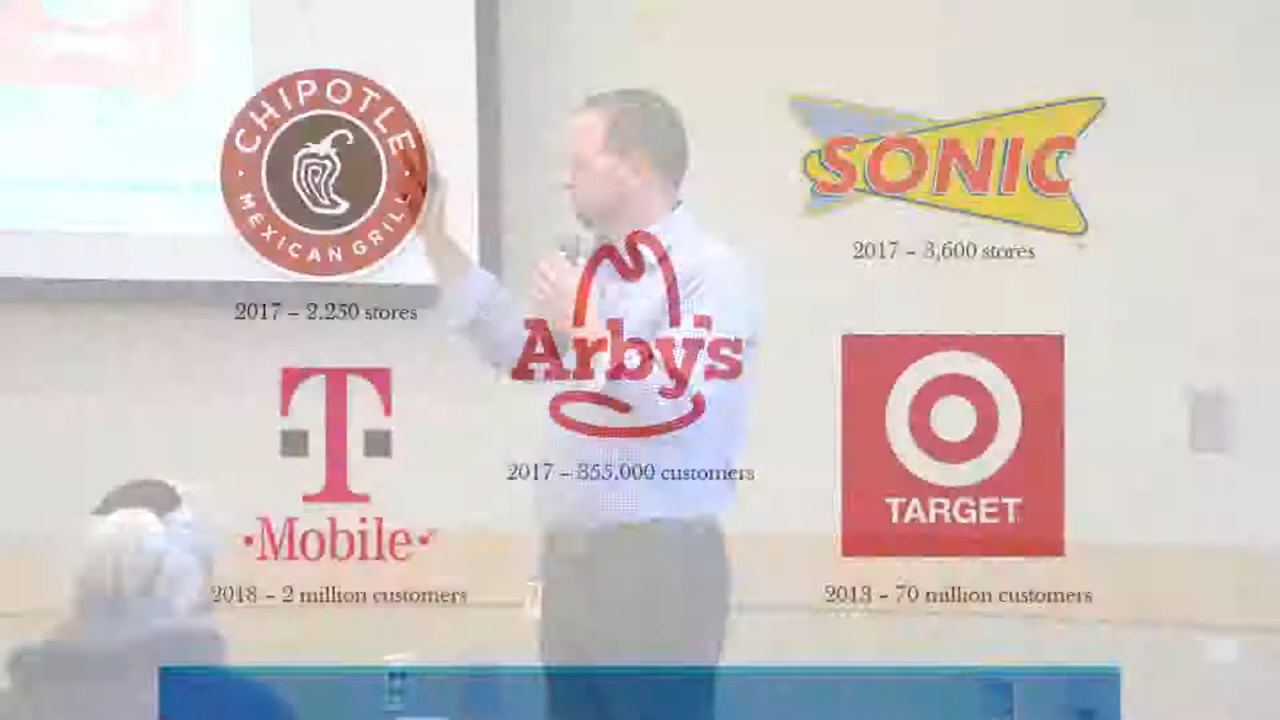 CHIPOTLE
MEXICAN GRILL
2017 – 2,250 stores
SONIC
2017 – 3,600 stores
Arby's
2017 – 355,000 customers
T
Mobile
2018 – 2 million customers
TARGET
2013 – 70 million customers